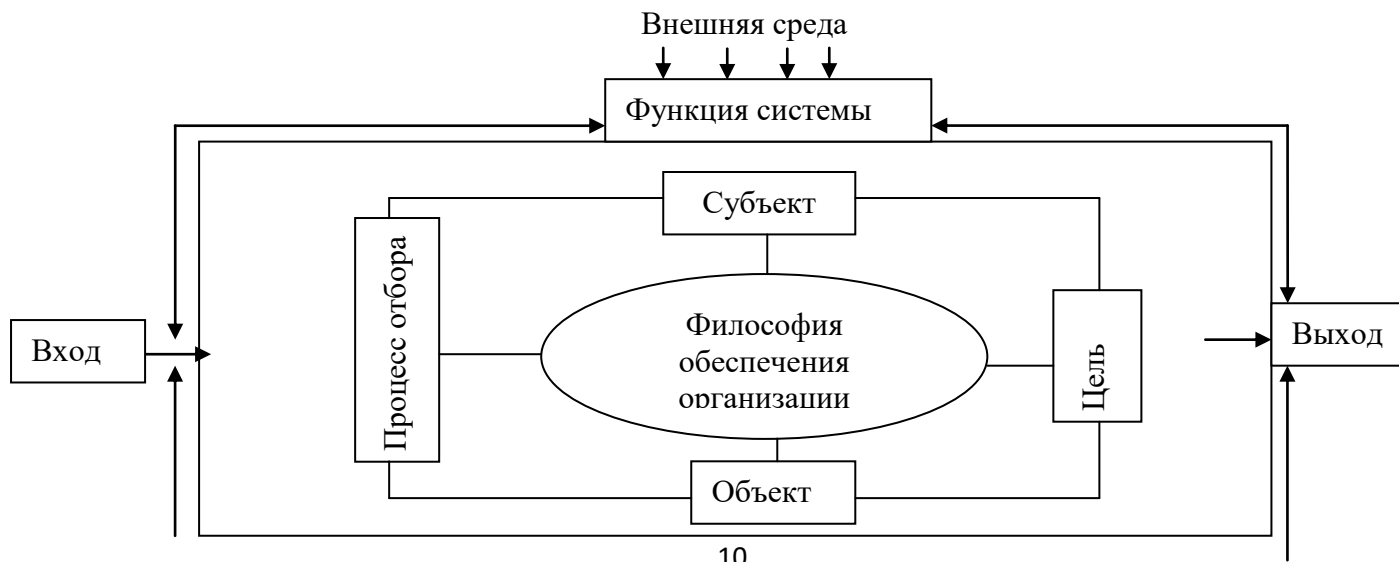 Внешняя среда
Функция системы
Субъект
Процесс отбора
Философия
обеспечения
организации
Цель
Вход
Выход
Объект
10